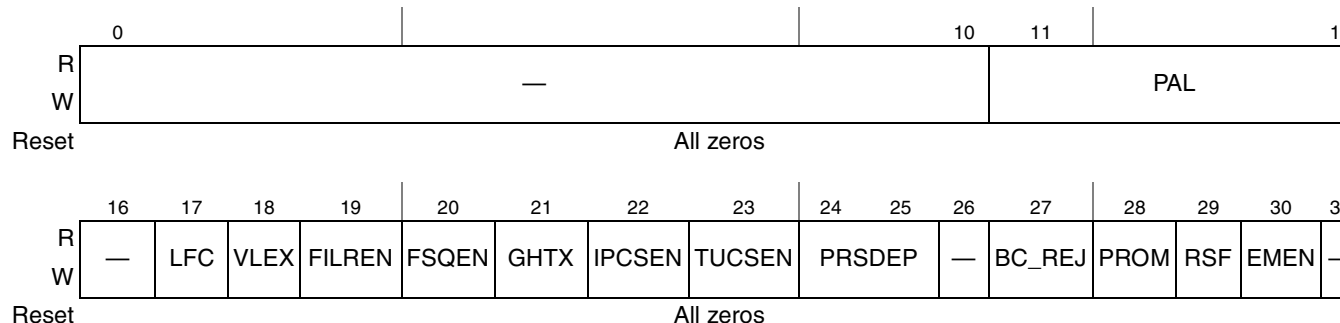 0 10 11 1
R
— PAL
W
Reset All zeros
16 17 18 19 20 21 22 23 24 25 26 27 28 29 30 3
R
— LFC VLEX FILREN FSQEN GHTX IPCSEN TUCSEN PRSDEP — BC_REJ PROM RSF EMEN —
W
Reset All zeros